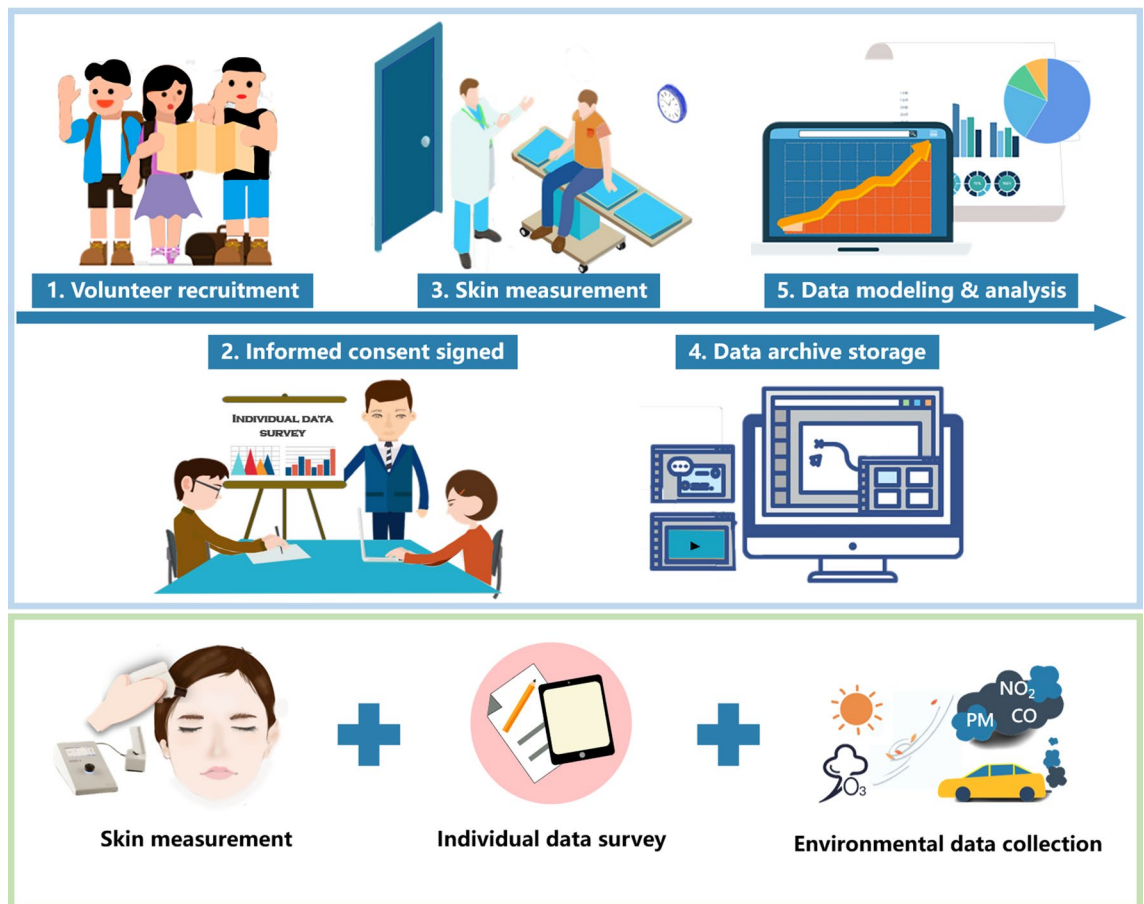 1. Volunteer recruitment
3. Skin measurement
5. Data modeling & analysis
2. Informed consent signed
4. Data archive storage
INDIVIDUAL DATA
SURVEY
NO₂
PM
CO
O₃
Skin measurement
Individual data survey
Environmental data collection